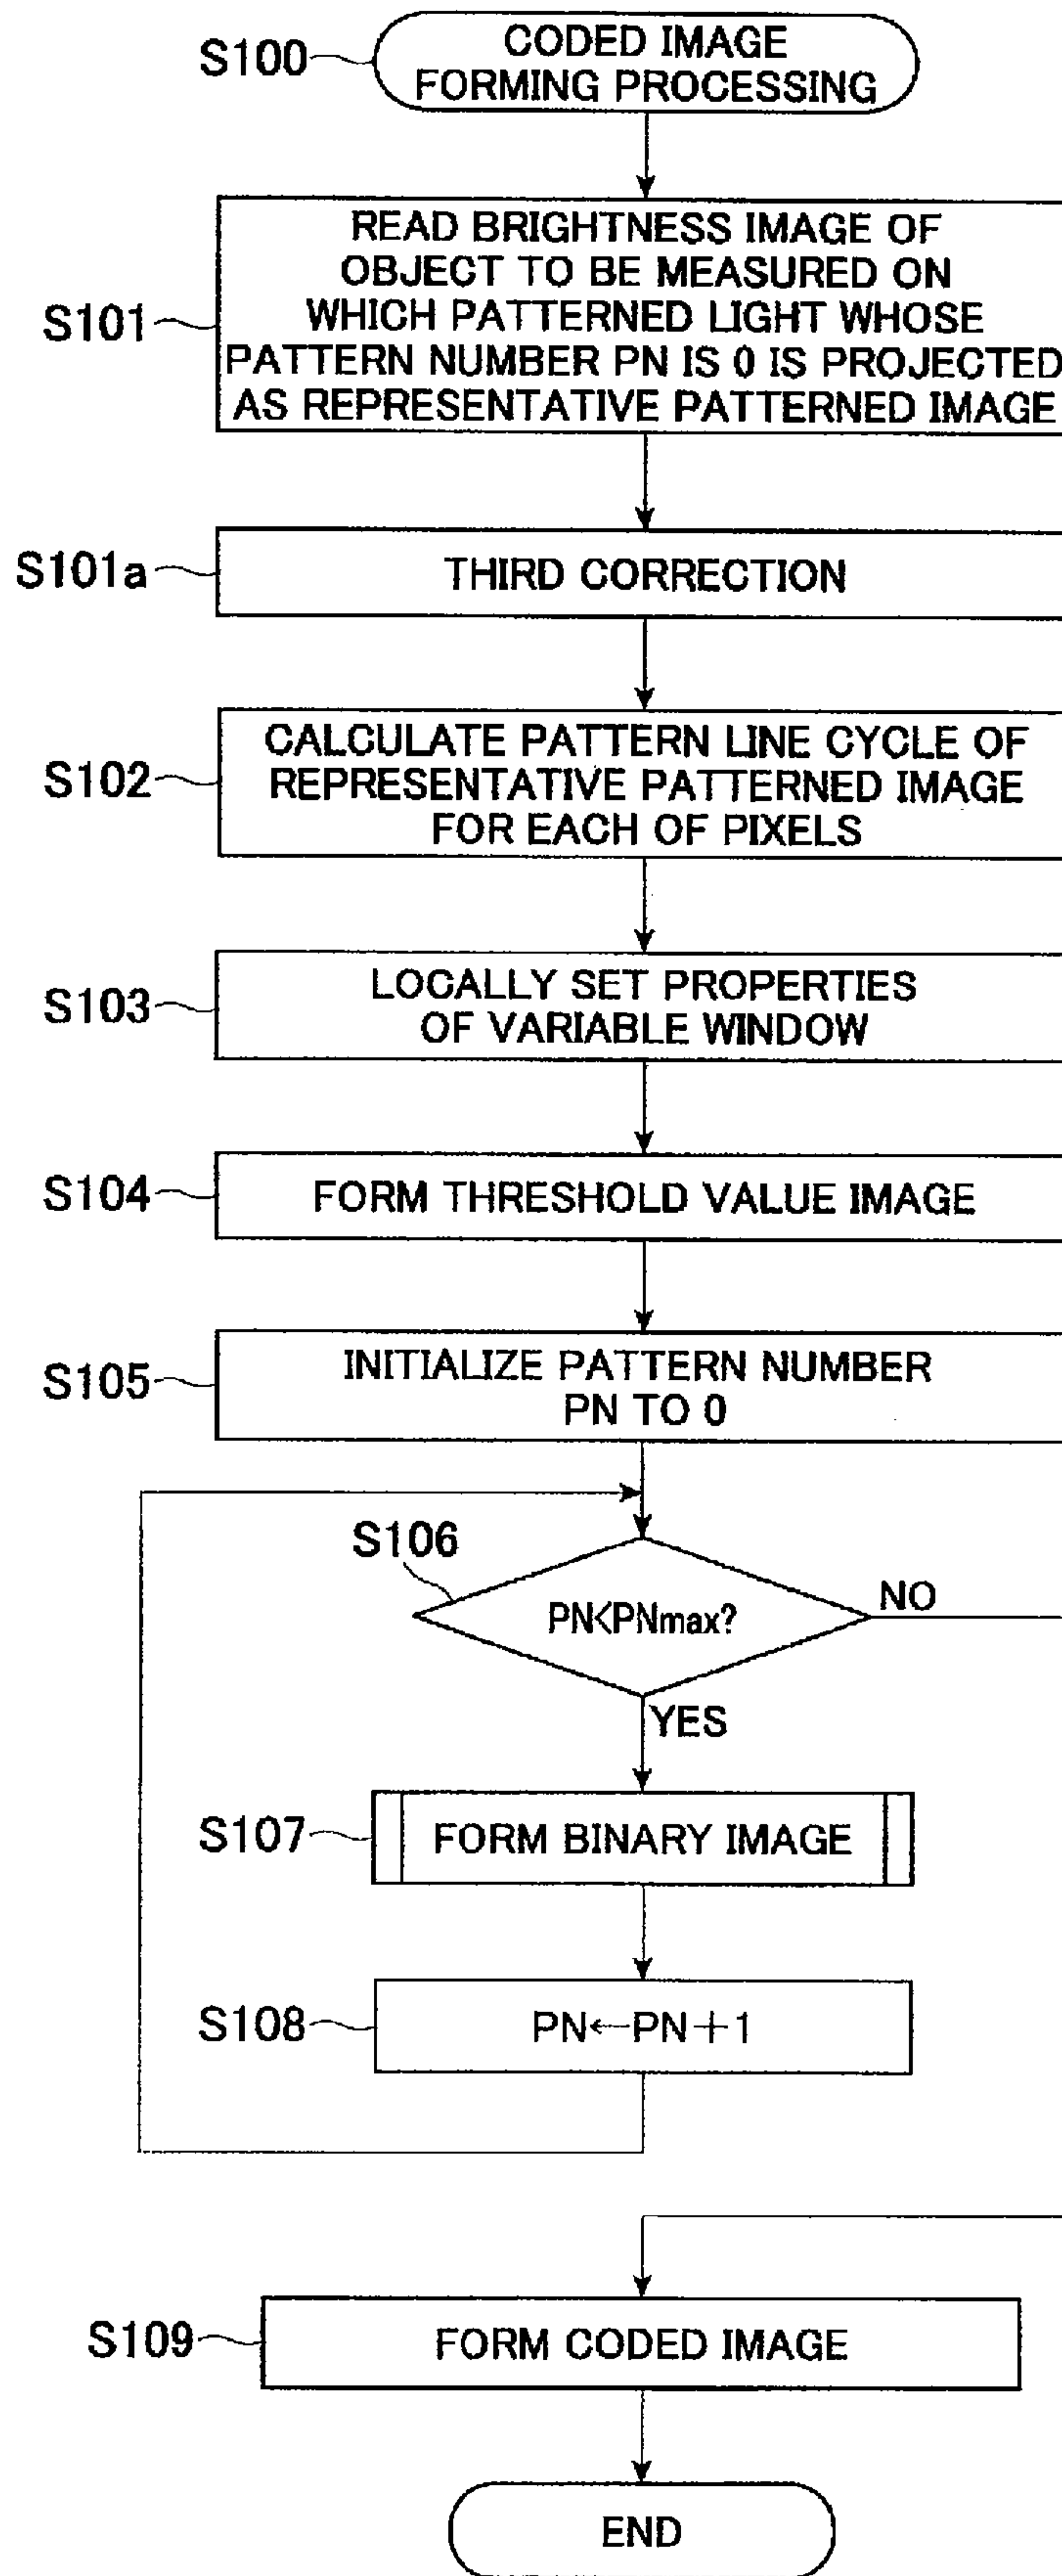 S100
CODED IMAGE
FORMING PROCESSING
S101
READ BRIGHTNESS IMAGE OF
OBJECT TO BE MEASURED ON
WHICH PATTERNED LIGHT WHOSE
PATTERN NUMBER PN IS 0 IS PROJECTED
AS REPRESENTATIVE PATTERNED IMAGE
S101a
THIRD CORRECTION
S102
CALCULATE PATTERN LINE CYCLE OF
REPRESENTATIVE PATTERNED IMAGE
FOR EACH OF PIXELS
S103
LOCALLY SET PROPERTIES
OF VARIABLE WINDOW
S104
FORM THRESHOLD VALUE IMAGE
S105
INITIALIZE PATTERN NUMBER
PN TO 0
S106
PN<PNmax?
NO
YES
S107
FORM BINARY IMAGE
S108
PN←PN+1
S109
FORM CODED IMAGE
END